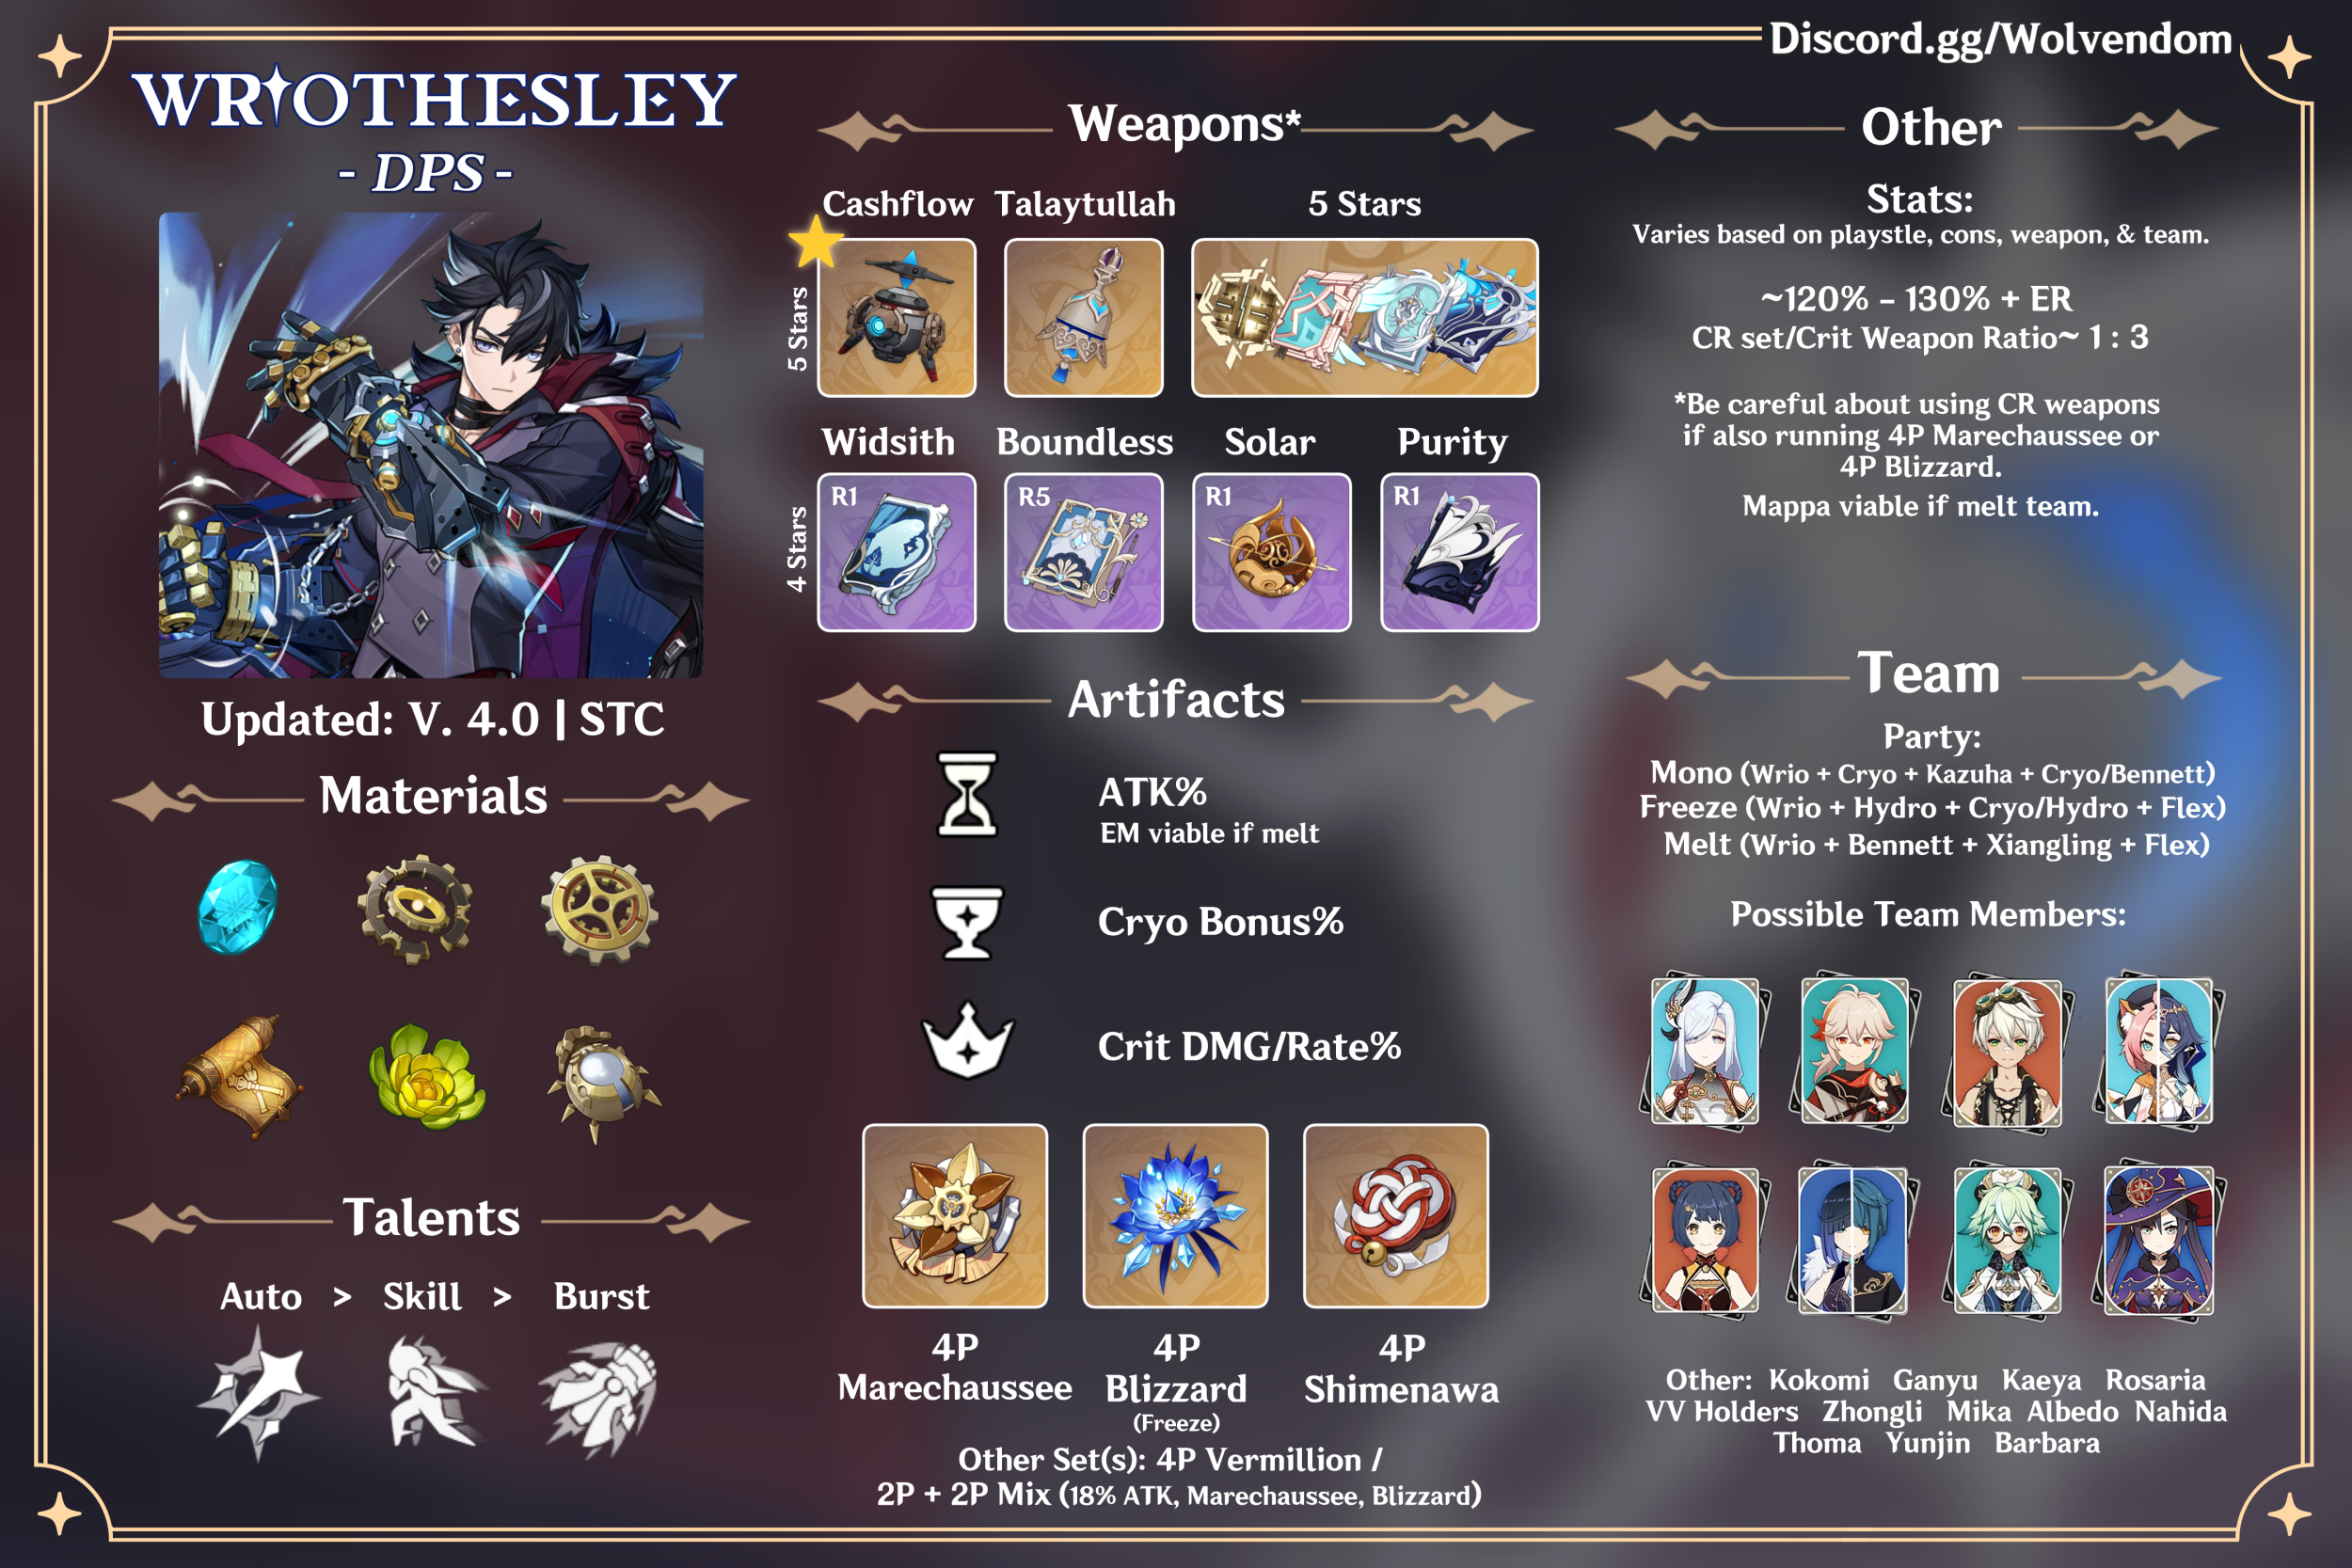 Discord.gg/Wolvendom
WRIOTHESLEY
- DPS -
Updated: V. 4.0 | STC
Materials
Talents
Auto > Skill > Burst
Weapons*
Cashflow Talaytullah 5 Stars
5 Stars
Widsith Boundless Solar Purity
4 Stars
R1 R5 R1 R1
Artifacts
ATK%
EM viable if melt
Cryo Bonus%
Crit DMG/Rate%
4P Marechaussee
4P Blizzard
(Freeze)
4P Shimenawa
Other Set(s): 4P Vermillion /
2P + 2P Mix (18% ATK, Marechaussee, Blizzard)
Other
Stats:
Varies based on playstle, cons, weapon, & team.
~120% - 130% + ER
CR set/Crit Weapon Ratio~ 1 : 3
*Be careful about using CR weapons
if also running 4P Marechaussee or
4P Blizzard.
Mappa viable if melt team.
Team
Party:
Mono (Wrio + Cryo + Kazuha + Cryo/Bennett)
Freeze (Wrio + Hydro + Cryo/Hydro + Flex)
Melt (Wrio + Bennett + Xiangling + Flex)
Possible Team Members:
Other: Kokomi Ganyu Kaeya Rosaria
VV Holders Zhongli Mika Albedo Nahida
Thoma Yunjin Barbara